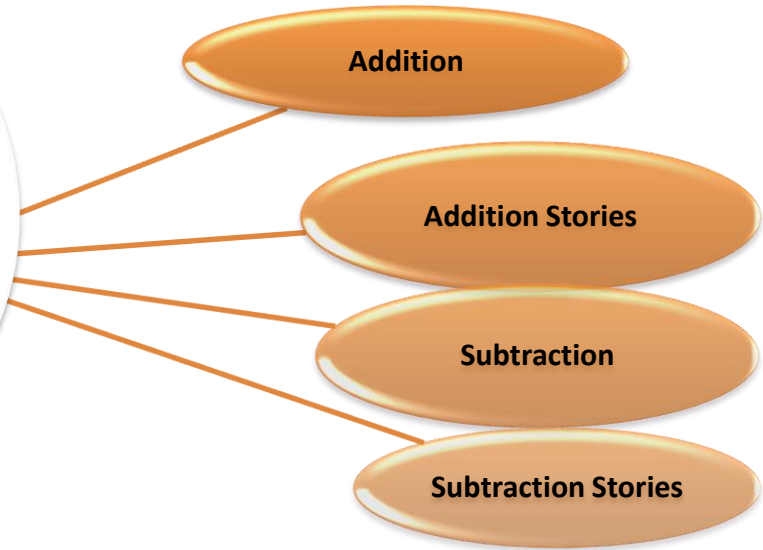 Addition
Addition Stories
Subtraction
Subtraction Stories